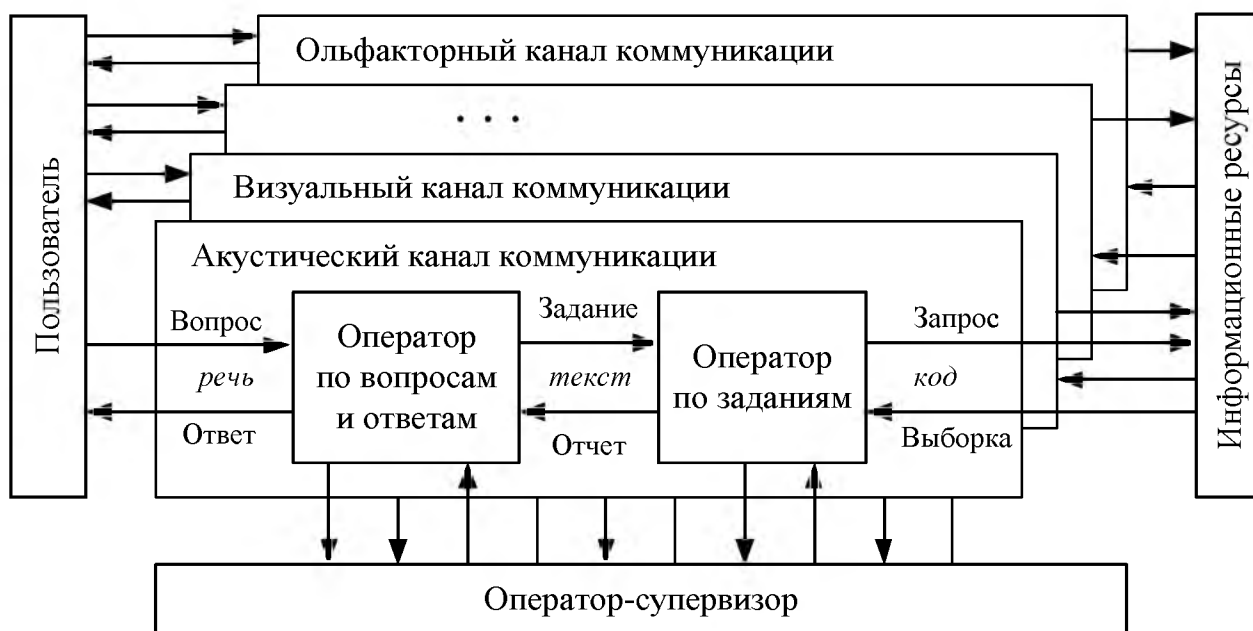 Ольфакторный канал коммуникации
. . .
Визуальный канал коммуникации
Акустический канал коммуникации
Пользователь
Информационные ресурсы
Вопрос
речь
Ответ
Оператор
по вопросам
и ответам
Задание
текст
Отчет
Оператор
по заданиям
Запрос
код
Выборка
Оператор-супервизор